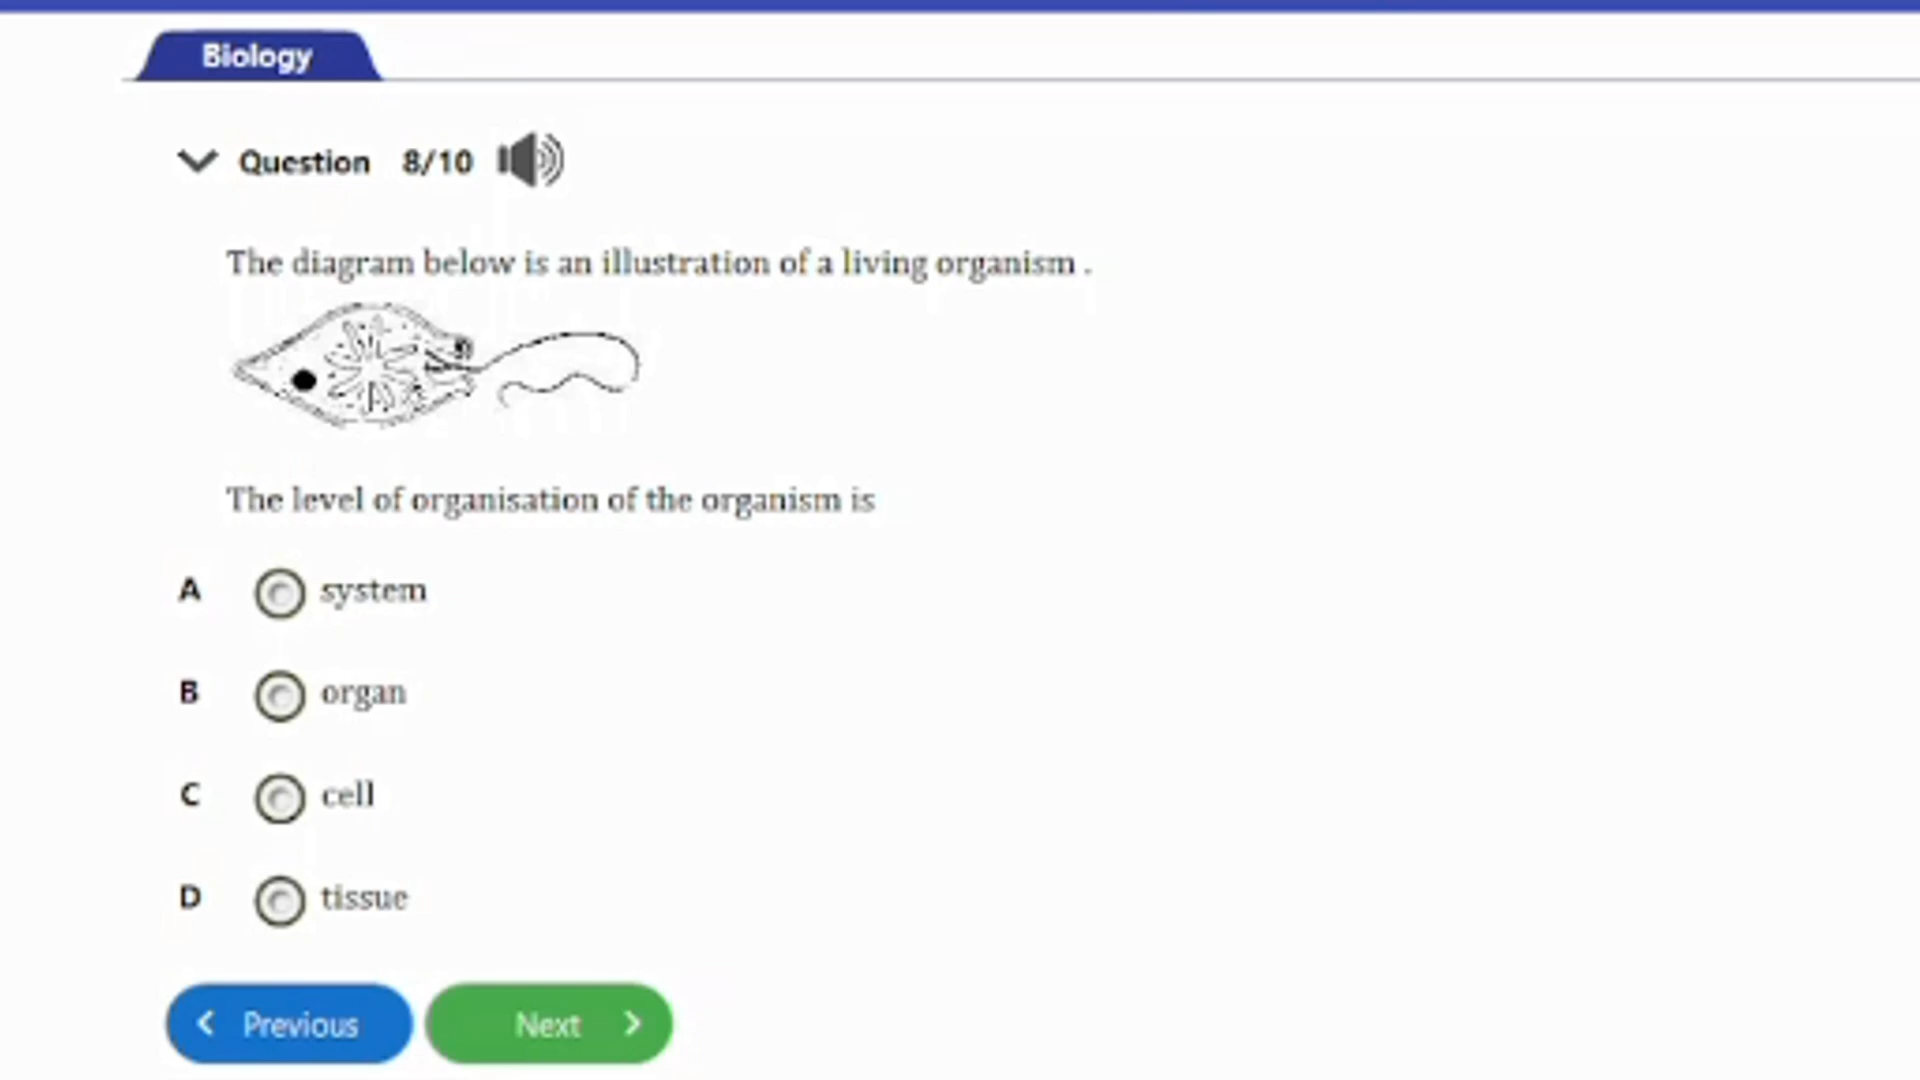 Biology
Question 8/10
The diagram below is an illustration of a living organism .
The level of organisation of the organism is
A system
B organ
C cell
D tissue
Previous Next